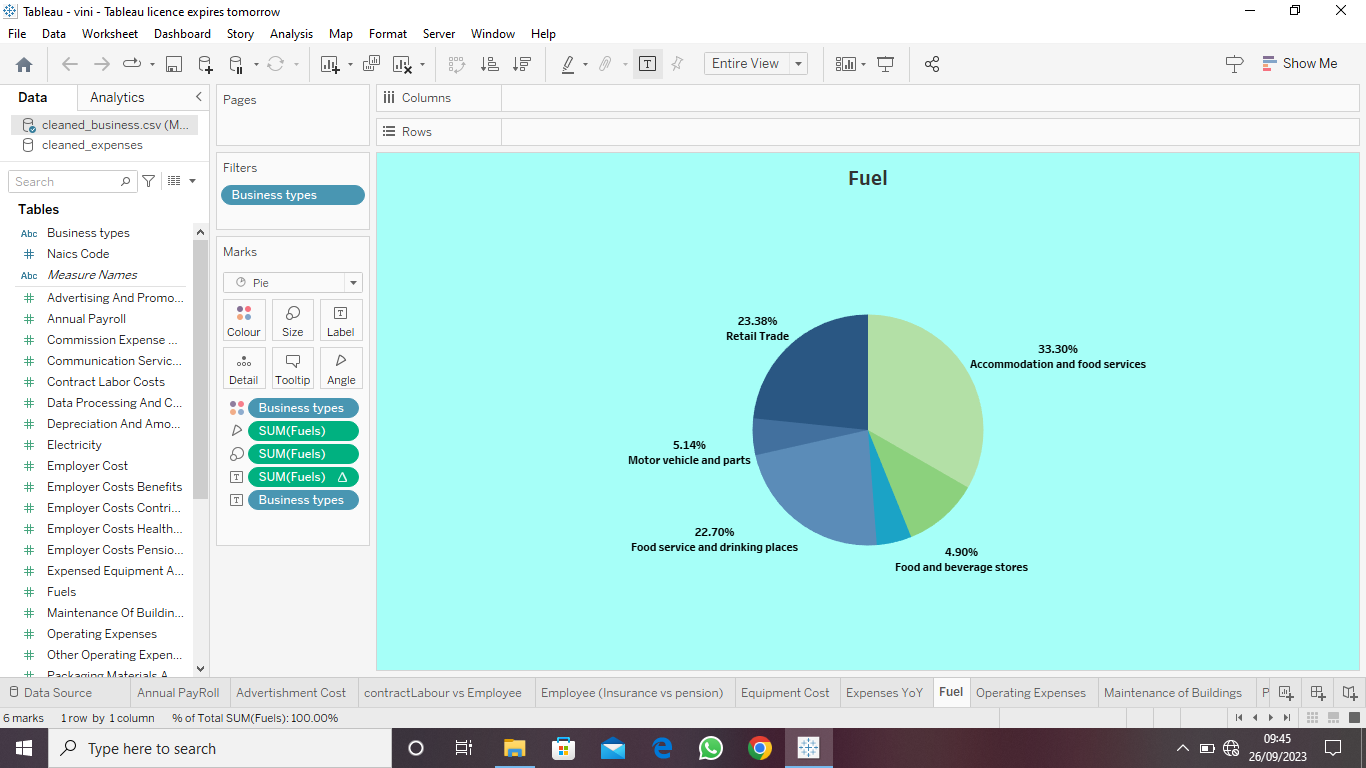 Tableau - vini - Tableau licence expires tomorrow
File Data Worksheet Dashboard Story Analysis Map Format Server Window Help
Entire View
Show Me
Data Analytics
cleaned_business.csv (M...
cleaned_expenses
Search
Tables
Abc Business types
# Naics Code
Abc Measure Names
# Advertising And Promo...
# Annual Payroll
# Commission Expense ...
# Communication Servic...
# Contract Labor Costs
# Data Processing And C...
# Depreciation And Amo...
# Electricity
# Employer Cost
# Employer Costs Benefits
# Employer Costs Contri...
# Employer Costs Health...
# Employer Costs Pensio...
# Expensed Equipment A...
# Fuels
# Maintenance Of Buildin...
# Operating Expenses
# Other Operating Expen...
# Packaging Materials A...
Pages
Filters
Business types
Marks
Pie
Colour Size Label
Detail Tooltip Angle
Business types
SUM(Fuels)
SUM(Fuels)
SUM(Fuels) Δ
Business types
Columns
Rows
Fuel
23.38%
Retail Trade
33.30%
Accommodation and food services
5.14%
Motor vehicle and parts
22.70%
Food service and drinking places
4.90%
Food and beverage stores
Data Source Annual PayRoll Advertishment Cost contractLabour vs Employee Employee (Insurance vs pension) Equipment Cost Expenses YoY Fuel Operating Expenses Maintenance of Buildings P
6 marks 1 row by 1 column % of Total SUM(Fuels): 100.00%
Type here to search
09:45
26/09/2023